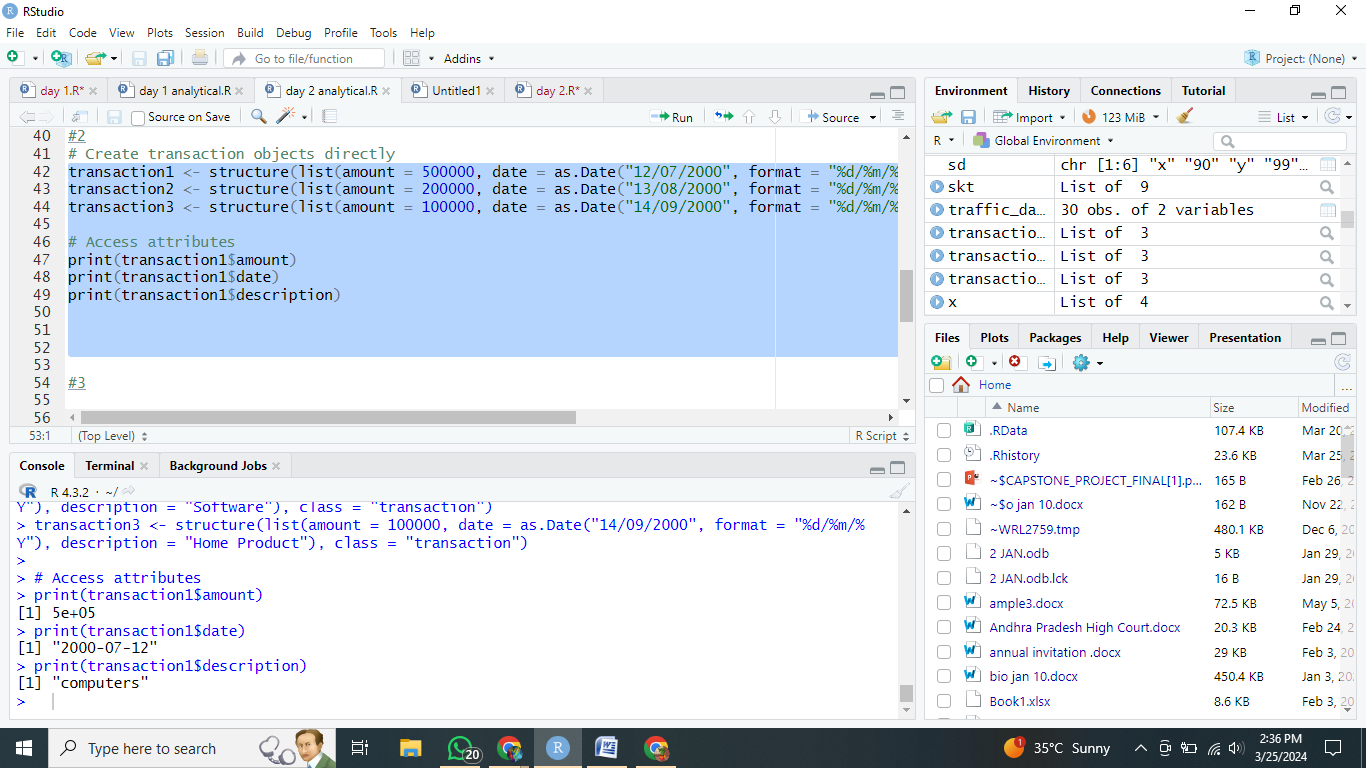 RStudio
File Edit Code View Plots Session Build Debug Profile Tools Help
Go to file/function Addins Project: (None)
day 1.R* day 1 analytical.R day 2 analytical.R Untitled1 day 2.R*
Source on Save Run Source
40 #2
41 # Create transaction objects directly
42 transaction1 <- structure(list(amount = 500000, date = as.Date("12/07/2000", format = "%d/%m/%
43 transaction2 <- structure(list(amount = 200000, date = as.Date("13/08/2000", format = "%d/%m/%
44 transaction3 <- structure(list(amount = 100000, date = as.Date("14/09/2000", format = "%d/%m/%
45
46 # Access attributes
47 print(transaction1$amount)
48 print(transaction1$date)
49 print(transaction1$description)
50
51
52
53
54 #3
55
56
53:1 (Top Level) R Script
Console Terminal Background Jobs
R 4.3.2 · ~/
Y"), description = "Software"), class = "transaction")
> transaction3 <- structure(list(amount = 100000, date = as.Date("14/09/2000", format = "%d/%m/%
Y"), description = "Home Product"), class = "transaction")
>
> # Access attributes
> print(transaction1$amount)
[1] 5e+05
> print(transaction1$date)
[1] "2000-07-12"
> print(transaction1$description)
[1] "computers"
>
Environment History Connections Tutorial
Import 123 MiB List
R Global Environment
sd chr [1:6] "x" "90" "y" "99"...
skt List of 9
traffic_da... 30 obs. of 2 variables
transactio... List of 3
transactio... List of 3
transactio... List of 3
x List of 4
Files Plots Packages Help Viewer Presentation
Home ...
Name Size Modified
.RData 107.4 KB Mar 20, 2
.Rhistory 23.6 KB Mar 25, 2
~$CAPSTONE_PROJECT_FINAL[1].p... 165 B Feb 26,
~$o jan 10.docx 162 B Nov 22,
~WRL2759.tmp 480.1 KB Dec 6, 20
2 JAN.odb 5 KB Jan 29, 2
2 JAN.odb.lck 16 B Jan 29, 2
ample3.docx 72.5 KB May 5, 20
Andhra Pradesh High Court.docx 20.3 KB Feb 24, 2
annual invitation .docx 29 KB Feb 3, 20
bio jan 10.docx 450.4 KB Jan 3, 20
Book1.xlsx 8.6 KB Feb 3, 20
Type here to search 20 1 35°C Sunny 2:36 PM
3/25/2024